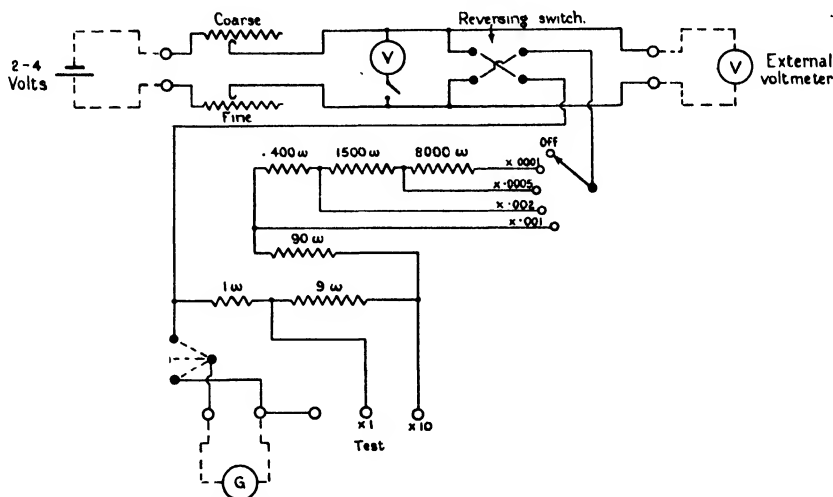 Coarse
Reversing switch.
2-4
Volts
V
V
External
voltmeter
Fine
Off
400 ω
1500 ω
8000 ω
x .0001
x .0005
x .002
x .001
90 ω
1 ω
9 ω
x 1
x 10
Test
G